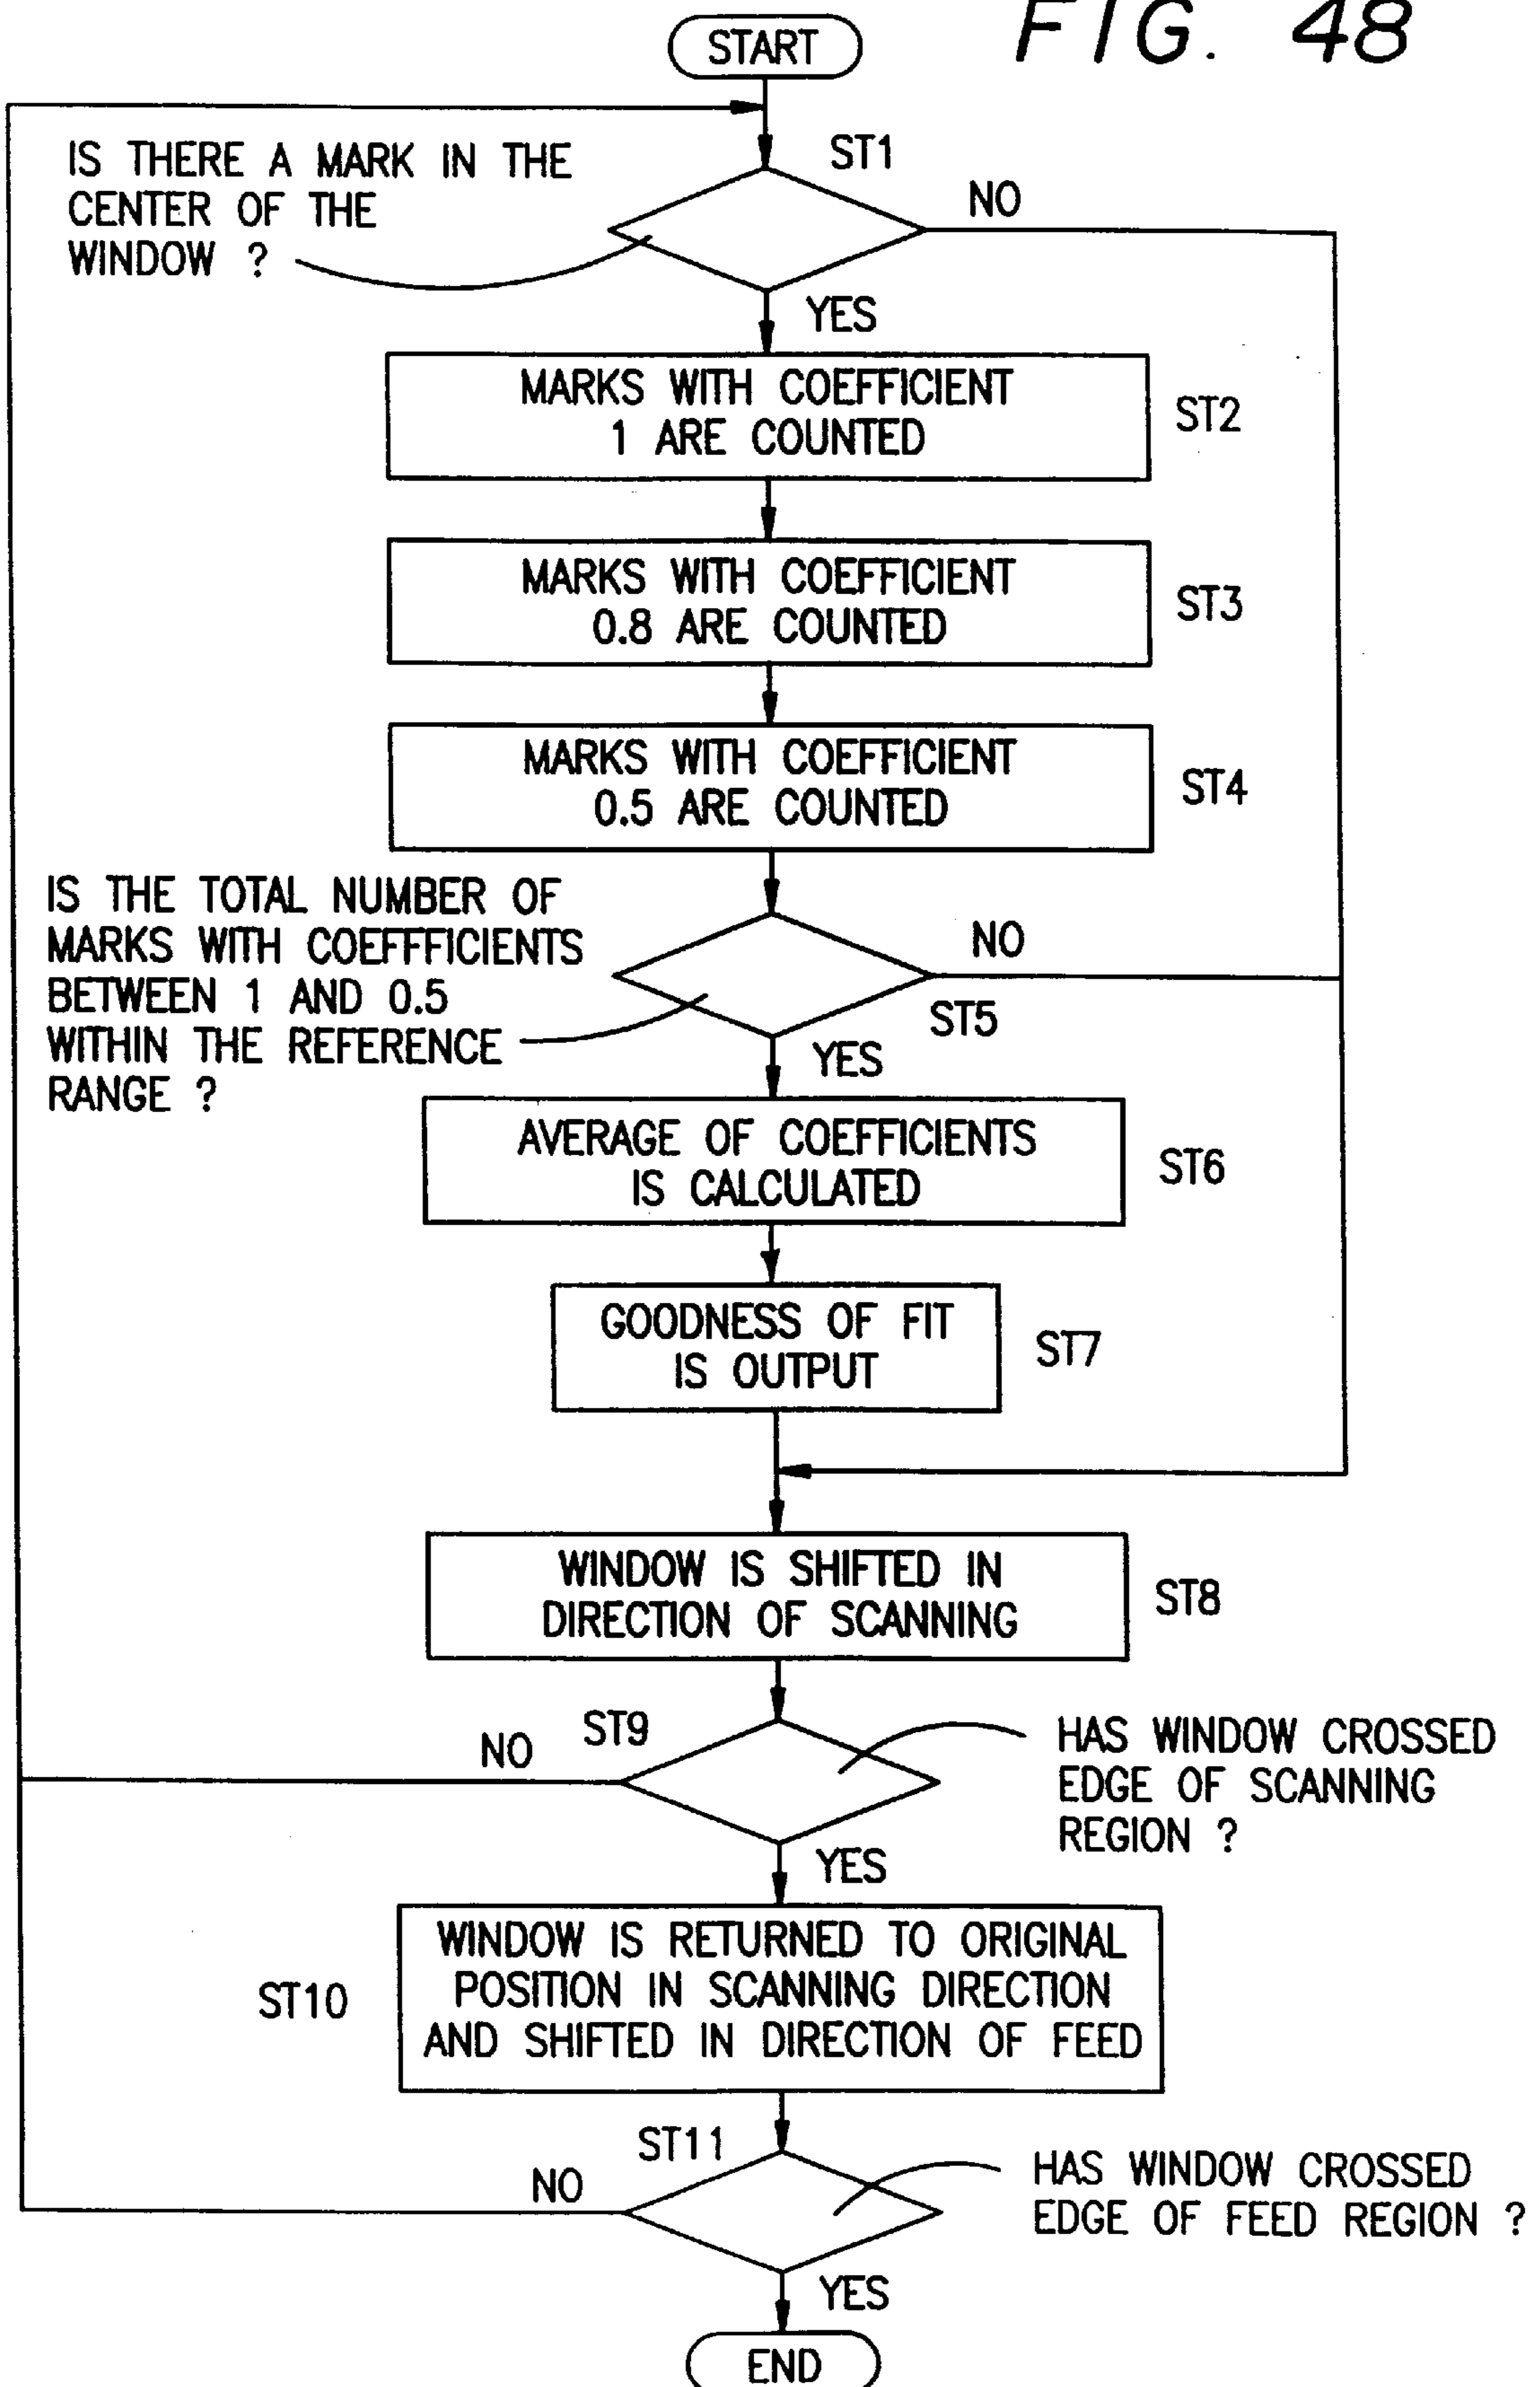 FIG. 48
START
IS THERE A MARK IN THE
CENTER OF THE
WINDOW ?
ST1
NO
YES
MARKS WITH COEFFICIENT
1 ARE COUNTED
ST2
MARKS WITH COEFFICIENT
0.8 ARE COUNTED
ST3
MARKS WITH COEFFICIENT
0.5 ARE COUNTED
ST4
IS THE TOTAL NUMBER OF
MARKS WITH COEFFFICIENTS
BETWEEN 1 AND 0.5
WITHIN THE REFERENCE
RANGE ?
NO
ST5
YES
AVERAGE OF COEFFICIENTS
IS CALCULATED
ST6
GOODNESS OF FIT
IS OUTPUT
ST7
WINDOW IS SHIFTED IN
DIRECTION OF SCANNING
ST8
ST9
NO
HAS WINDOW CROSSED
EDGE OF SCANNING
REGION ?
YES
WINDOW IS RETURNED TO ORIGINAL
POSITION IN SCANNING DIRECTION
AND SHIFTED IN DIRECTION OF FEED
ST10
ST11
NO
HAS WINDOW CROSSED
EDGE OF FEED REGION ?
YES
END